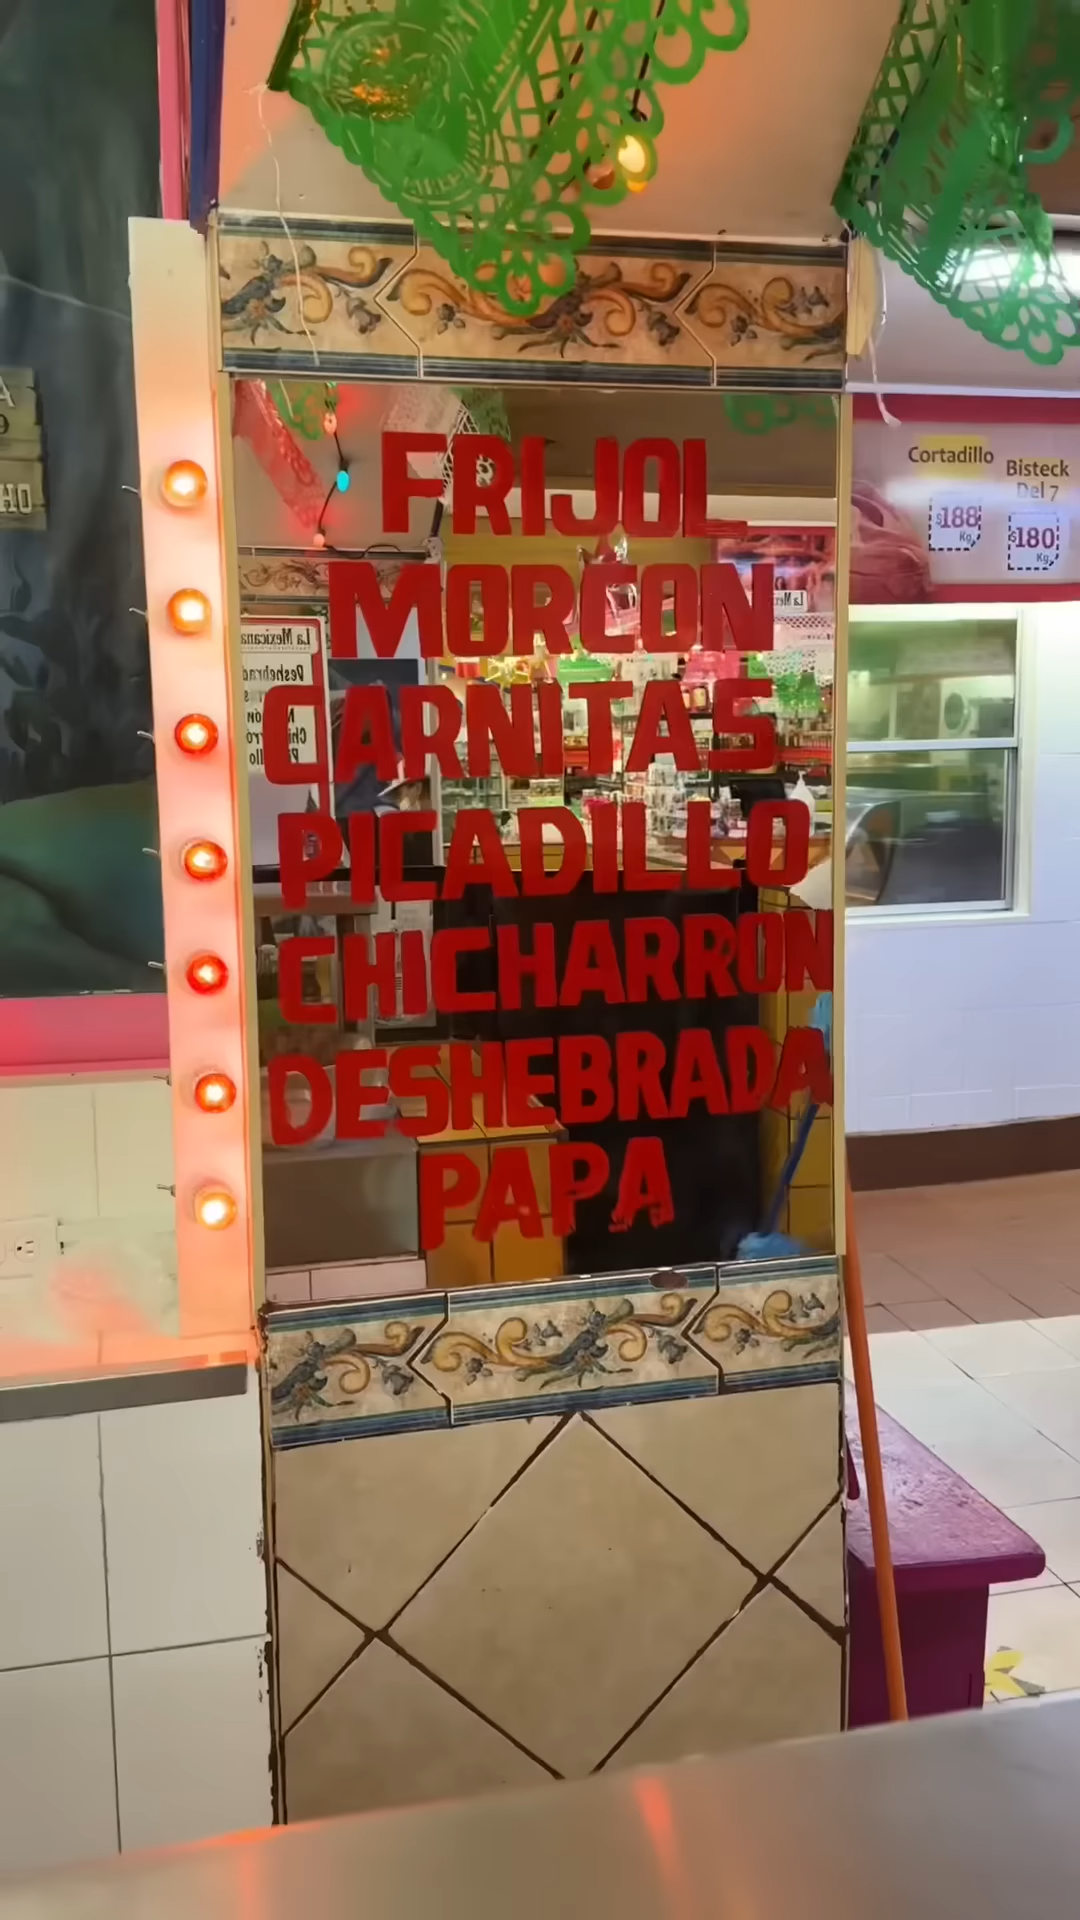 FRIJOL
MORCON
CARNITAS
PICADILLO
CHICHARRON
DESHEBRADA
PAPA
Cortadillo
$188
Kg
Bisteck
Del 7
$180
Kg
La Mexicana